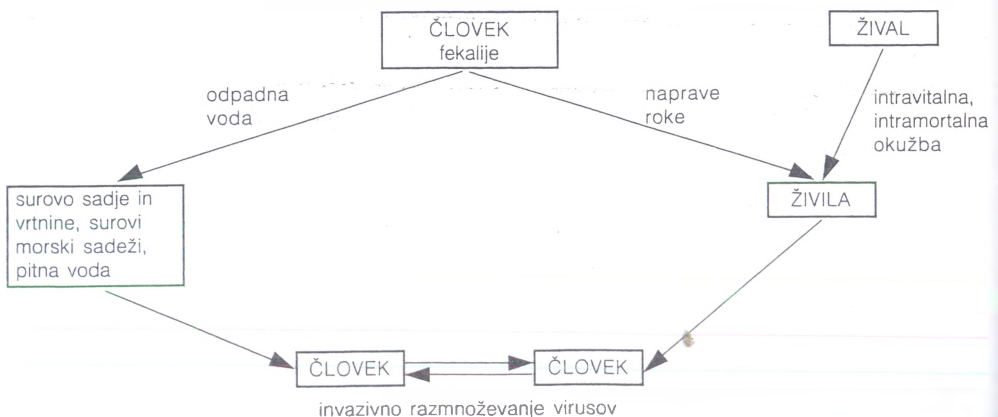 ČLOVEK
fekalije
ŽIVAL
odpadna
voda
naprave
roke
intravitalna,
intramortalna
okužba
surovo sadje in
vrtnine, surovi
morski sadeži,
pitna voda
ŽIVILA
ČLOVEK
ČLOVEK
invazivno razmnoževanje virusov